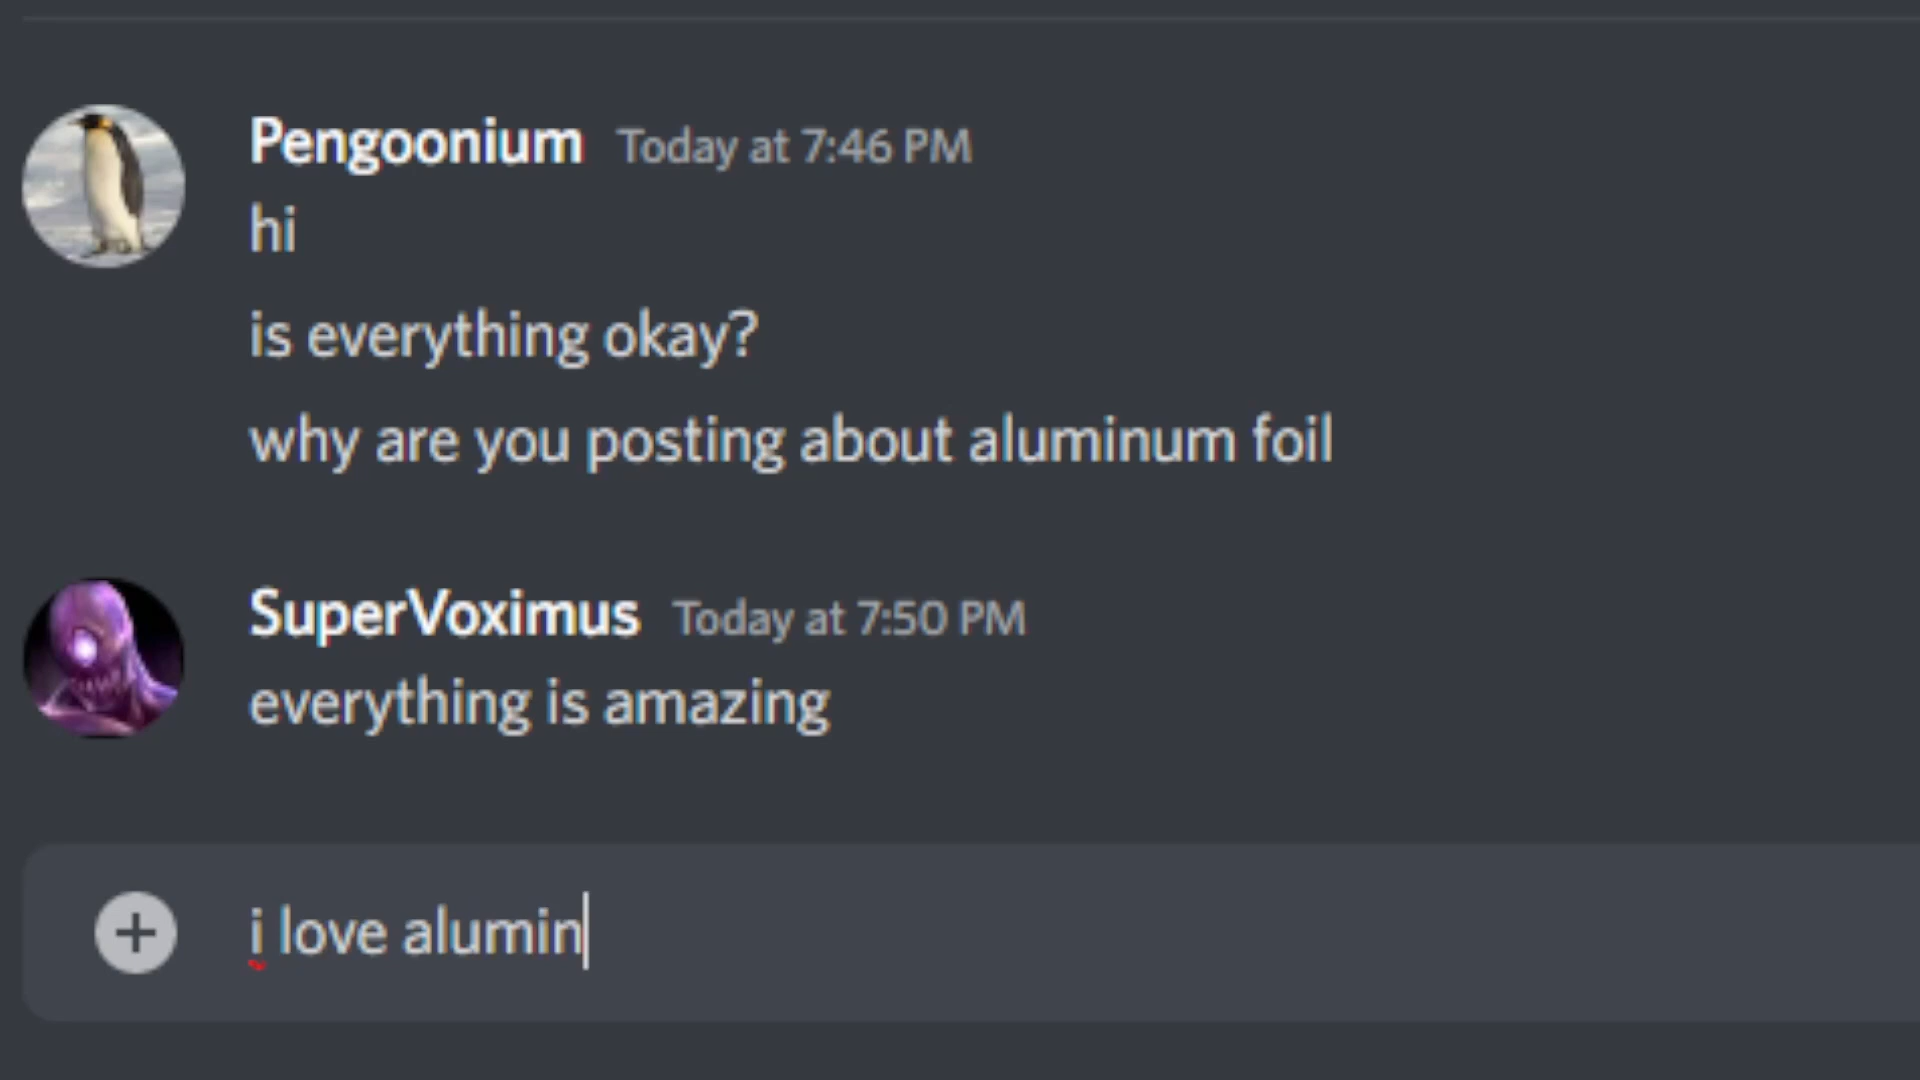 Pengoonium Today at 7:46 PM
hi
is everything okay?
why are you posting about aluminum foil
SuperVoximus Today at 7:50 PM
everything is amazing
i love alumin